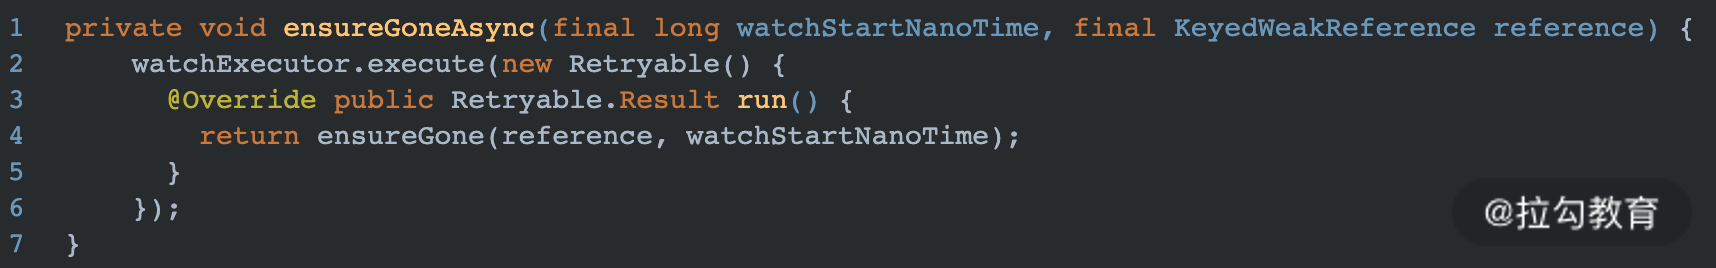 1 private void ensureGoneAsync(final long watchStartNanoTime, final KeyedWeakReference reference) {
2 watchExecutor.execute(new Retryable() {
3 @Override public Retryable.Result run() {
4 return ensureGone(reference, watchStartNanoTime);
5 }
6 });
7 }
@拉勾教育